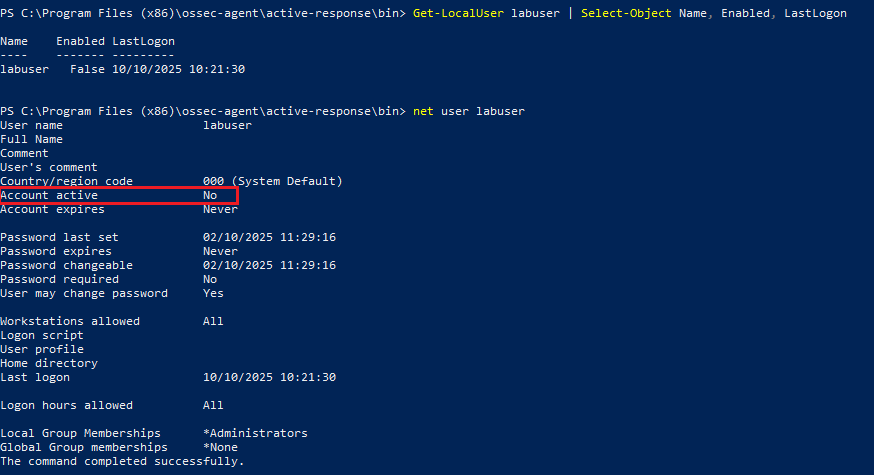 PS C:\Program Files (x86)\ossec-agent\active-response\bin> Get-LocalUser labuser | Select-Object Name, Enabled, LastLogon
Name    Enabled LastLogon
----    ------- ---------
labuser   False 10/10/2025 10:21:30
PS C:\Program Files (x86)\ossec-agent\active-response\bin> net user labuser
User name                    labuser
Full Name
Comment
User's comment
Country/region code          000 (System Default)
Account active               No
Account expires              Never
Password last set            02/10/2025 11:29:16
Password expires             Never
Password changeable          02/10/2025 11:29:16
Password required            No
User may change password     Yes
Workstations allowed         All
Logon script
User profile
Home directory
Last logon                   10/10/2025 10:21:30
Logon hours allowed          All
Local Group Memberships      *Administrators
Global Group memberships     *None
The command completed successfully.